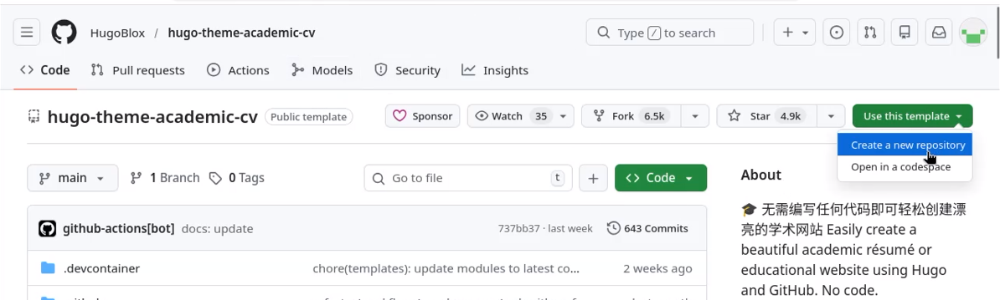 HugoBlox / hugo-theme-academic-cv
Type / to search
Code Pull requests Actions Models Security Insights
hugo-theme-academic-cv Public template
Sponsor Watch 35 Fork 6.5k Star 4.9k Use this template
Create a new repository
Open in a codespace
main 1 Branch 0 Tags Go to file t + Code
About
github-actions[bot] docs: update 737bb37 · last week 643 Commits
.devcontainer chore(templates): update modules to latest co... 2 weeks ago
🎓 无需编写任何代码即可轻松创建漂
亮的学术网站 Easily create a
beautiful academic résumé or
educational website using Hugo
and GitHub. No code.